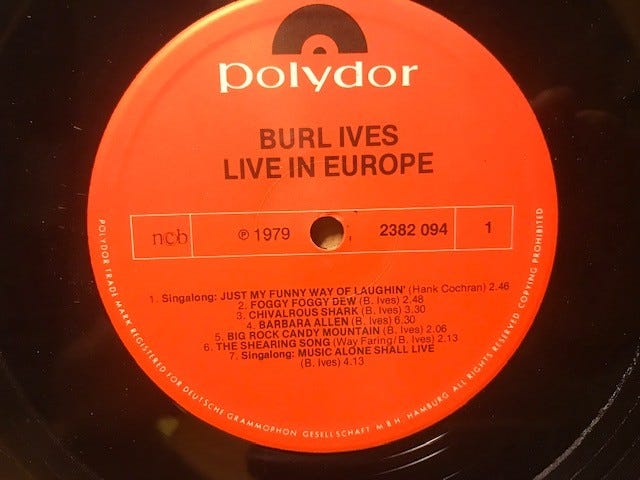 polydor
BURL IVES
LIVE IN EUROPE
ncb ℗ 1979 2382 094 1
1. Singalong: JUST MY FUNNY WAY OF LAUGHIN' (Hank Cochran) 2.46
2. FOGGY FOGGY DEW (B. Ives) 2.48
3. CHIVALROUS SHARK (B. Ives) 3.30
4. BARBARA ALLEN (B. Ives) 6.30
5. BIG ROCK CANDY MOUNTAIN (B. Ives) 2.06
6. THE SHEARING SONG (Way Faring/B. Ives) 2.13
7. Singalong: MUSIC ALONE SHALL LIVE
(B. Ives) 4.13
POLYDOR TRADE MARK REGISTERED FOR DEUTSCHE GRAMMOPHON GESELLSCHAFT M B H, HAMBURG ALL RIGHTS RESERVED COPYING PROHIBITED